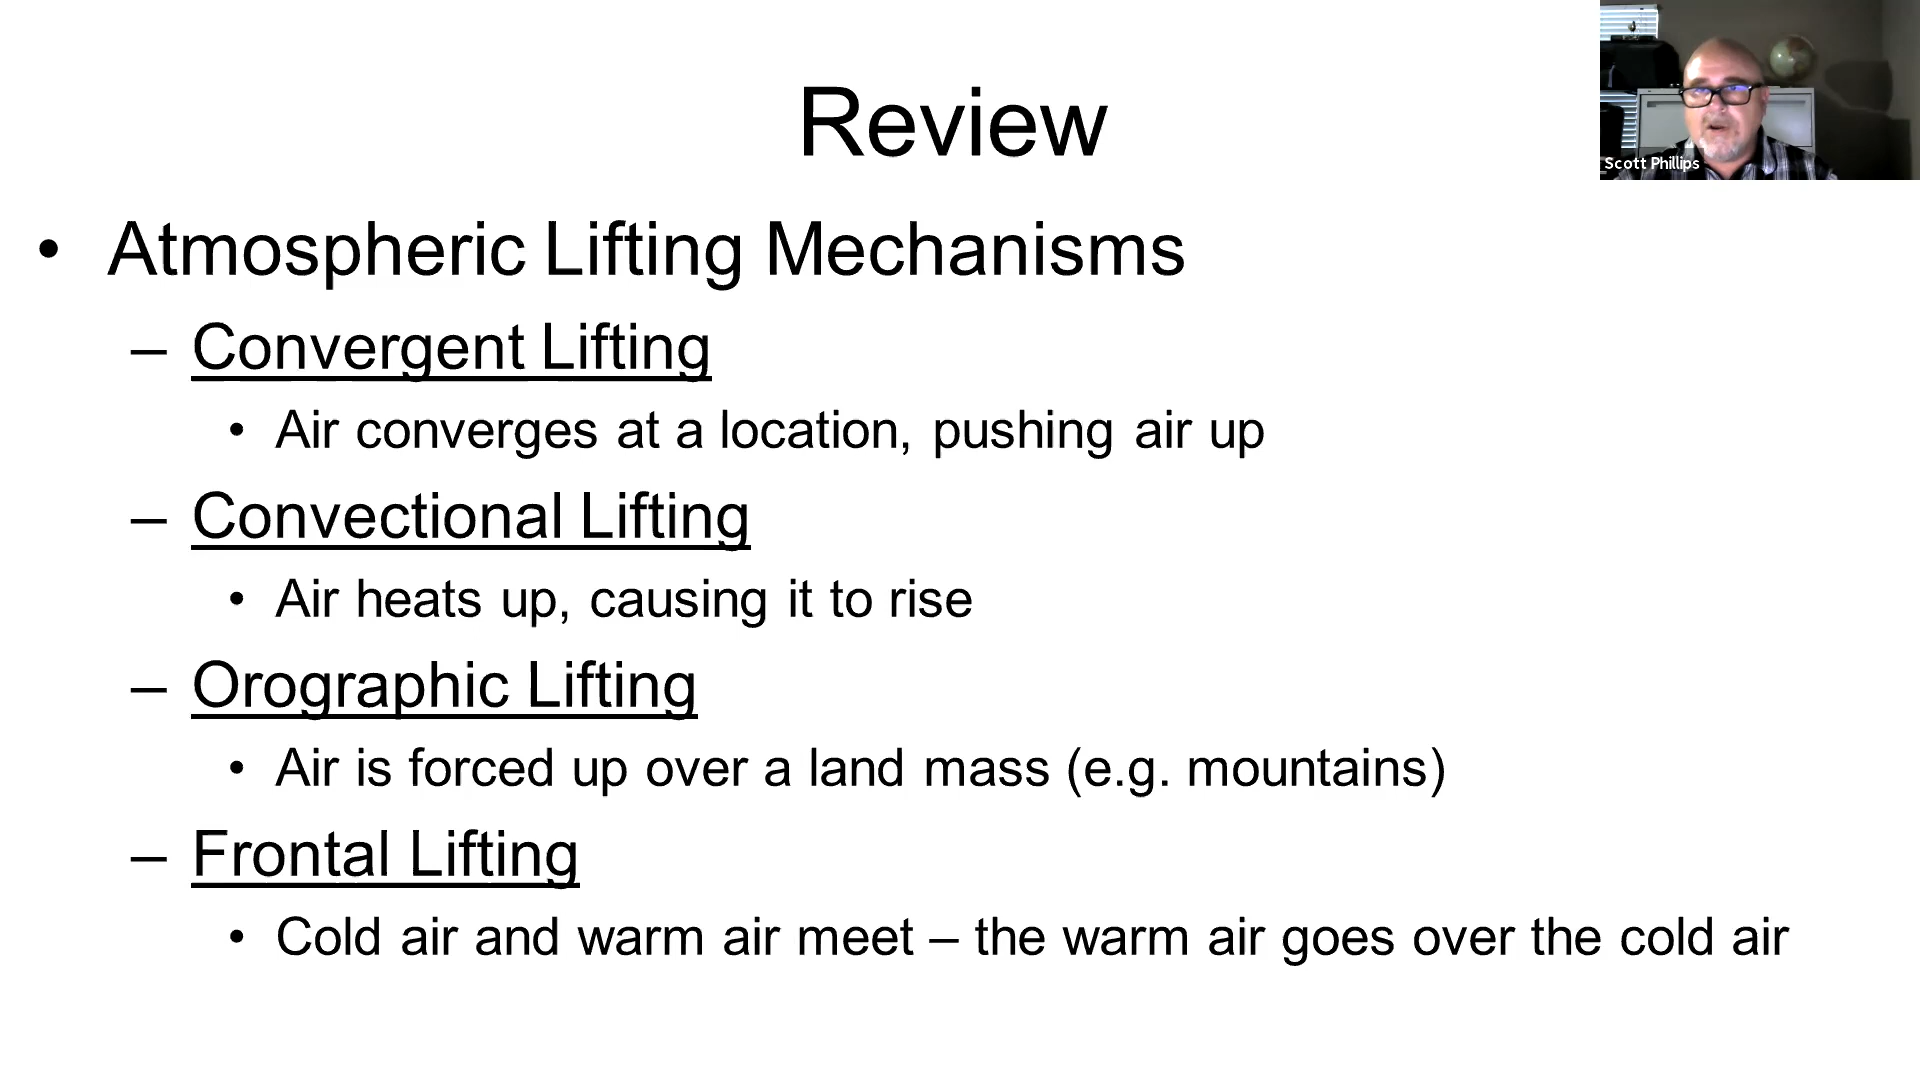 Review
Scott Phillips
• Atmospheric Lifting Mechanisms
– Convergent Lifting
• Air converges at a location, pushing air up
– Convectional Lifting
• Air heats up, causing it to rise
– Orographic Lifting
• Air is forced up over a land mass (e.g. mountains)
– Frontal Lifting
• Cold air and warm air meet – the warm air goes over the cold air